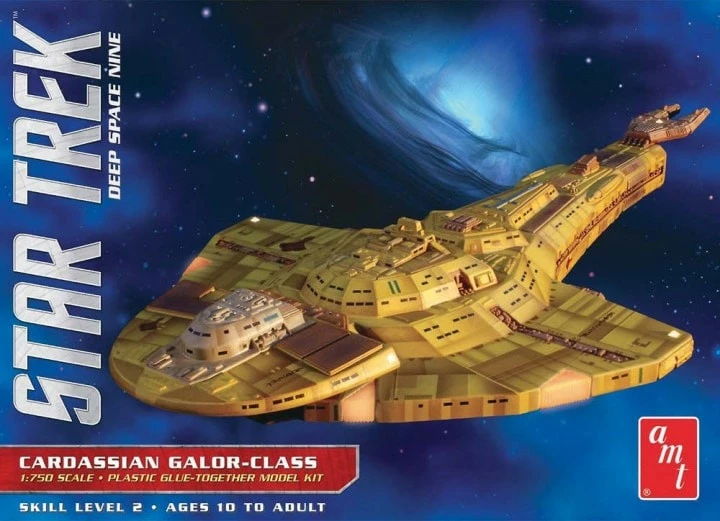 STAR TREK™
DEEP SPACE NINE
CARDASSIAN GALOR-CLASS
1:750 SCALE • PLASTIC GLUE-TOGETHER MODEL KIT
SKILL LEVEL 2 • AGES 10 TO ADULT
amt
®